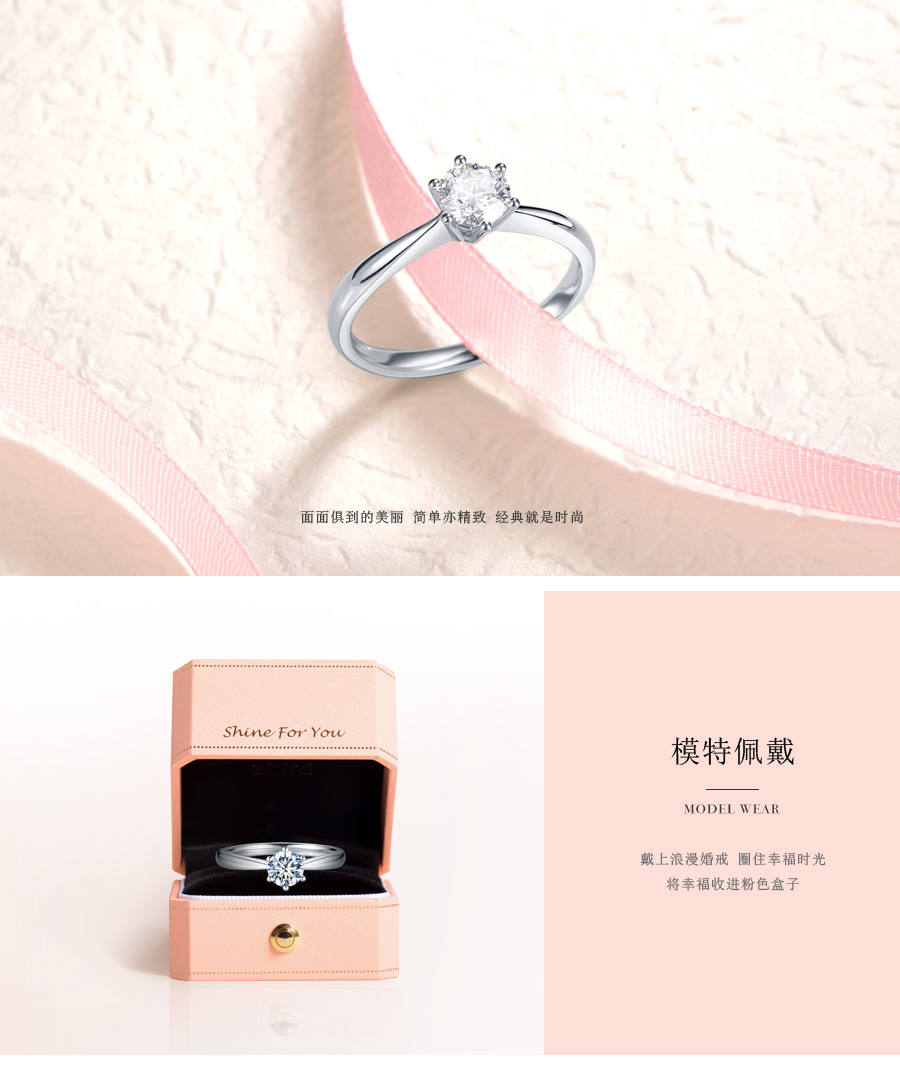 面面俱到的美丽 简单亦精致 经典就是时尚
Shine For You
zbird
模特佩戴
MODEL WEAR
戴上浪漫婚戒 圈住幸福时光
将幸福收进粉色盒子